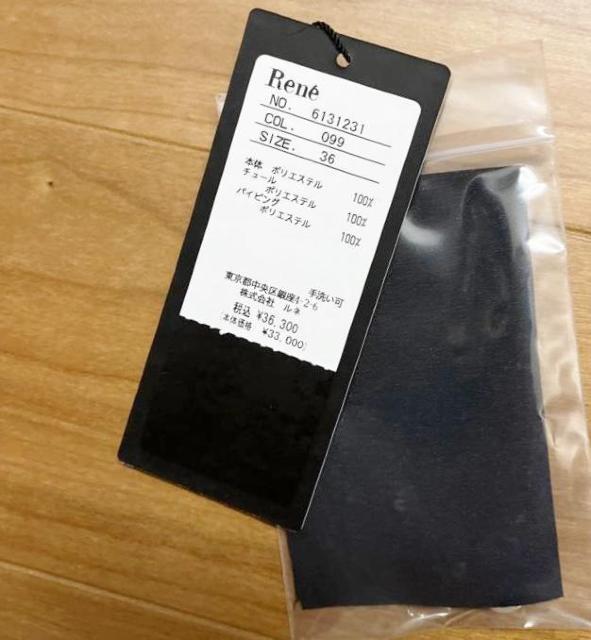 René
NO. 6131231
COL. 099
SIZE. 36
本体 ポリエステル 100%
チュール
ポリエステル 100%
パイピング
ポリエステル 100%
手洗い可
東京都中央区銀座4-2-6
株式会社 ルネ
税込 ¥36,300
(本体価格 ¥33,000)